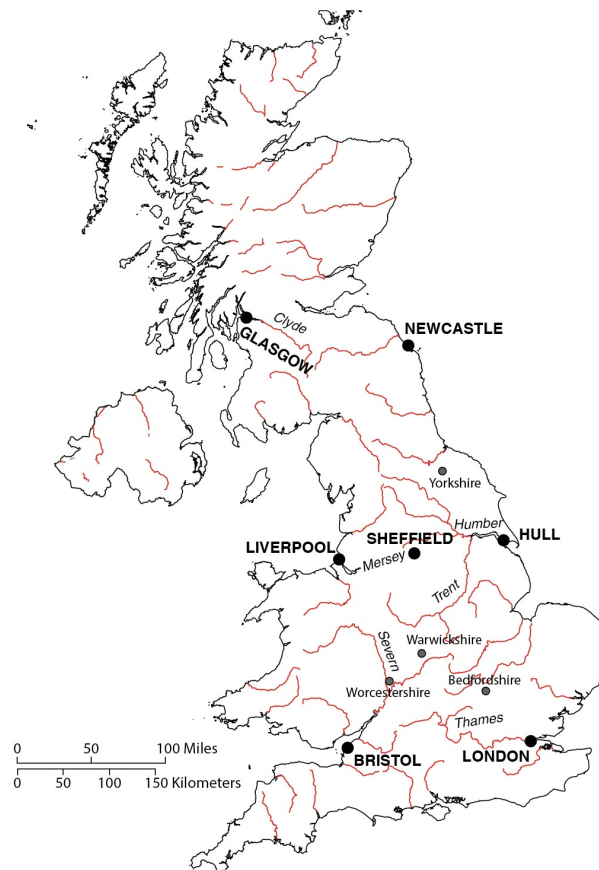 Clyde
GLASGOW
NEWCASTLE
Yorkshire
Humber
HULL
SHEFFIELD
LIVERPOOL
Mersey
Trent
Warwickshire
Severn
Bedfordshire
Worcestershire
Thames
LONDON
BRISTOL
0 50 100 Miles
0 50 100 150 Kilometers